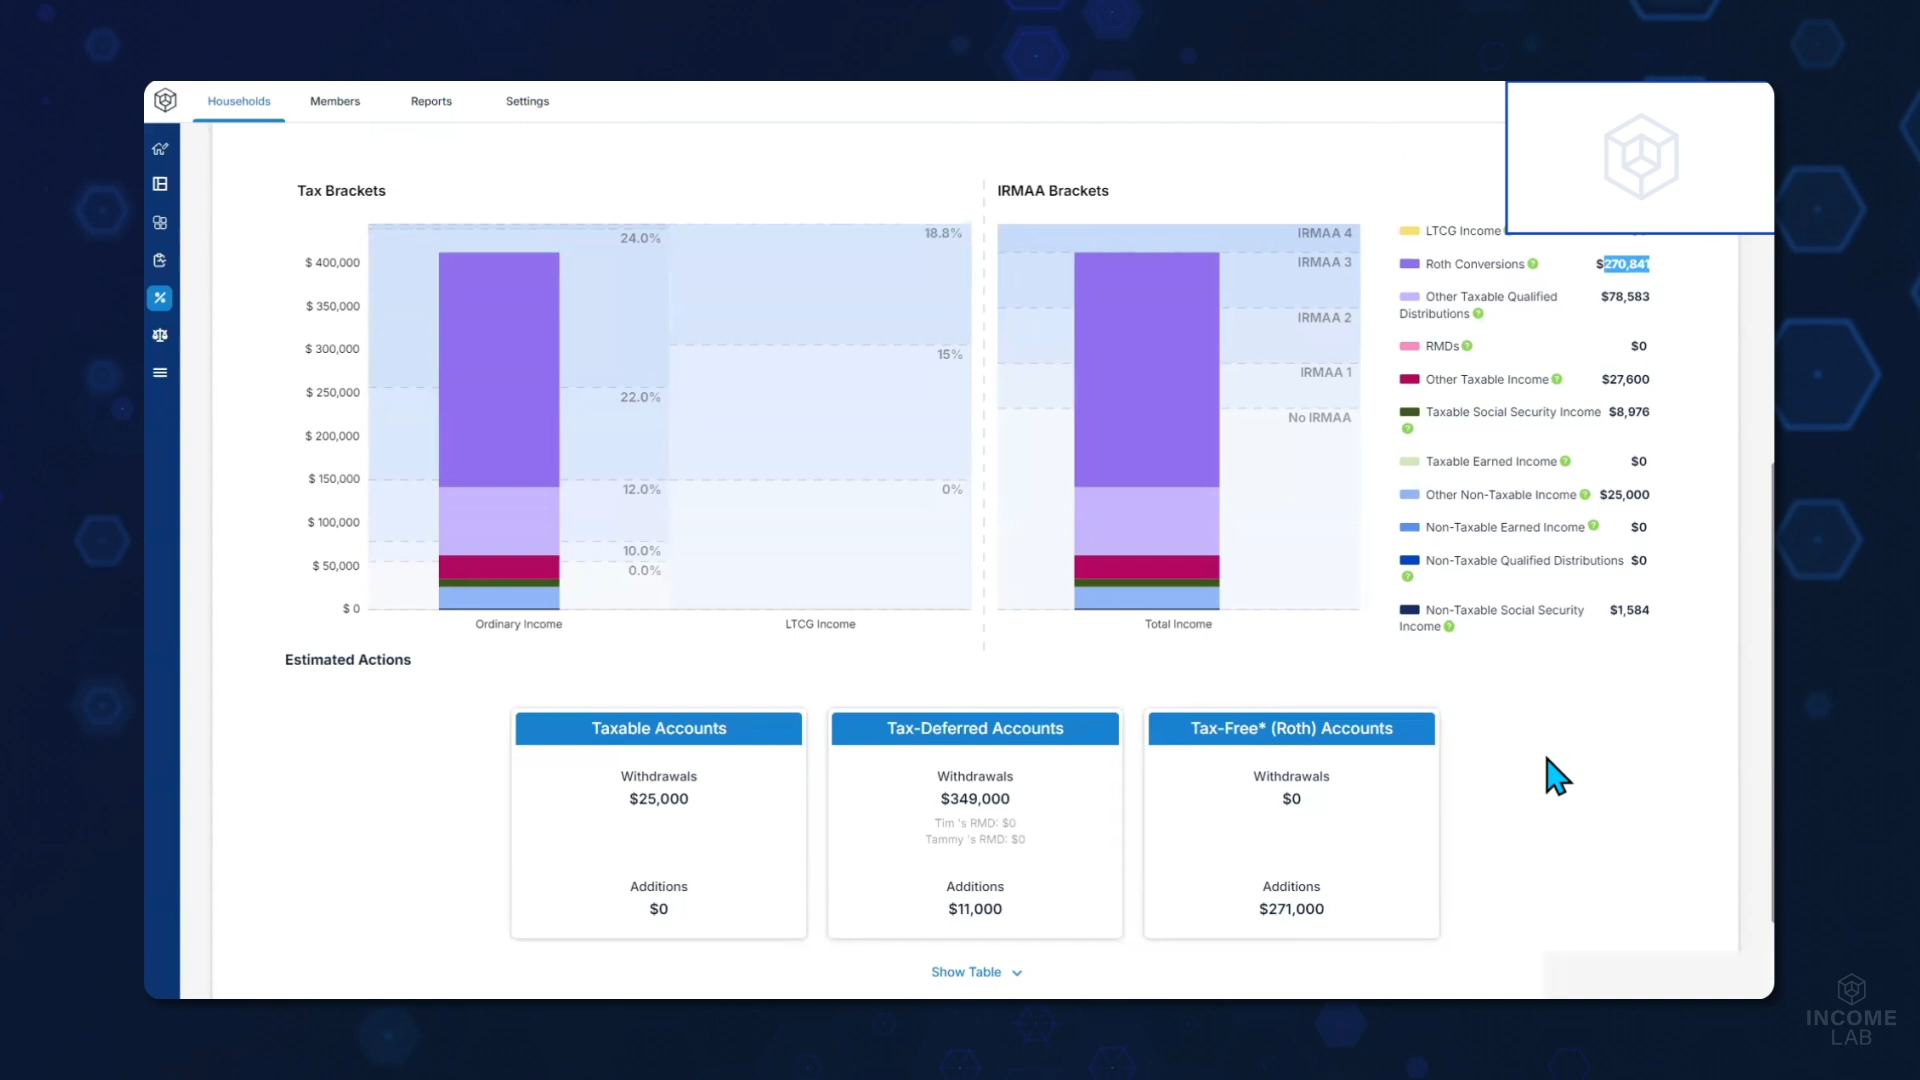 Households
Members
Reports
Settings
Tax Brackets
24.0%
22.0%
12.0%
10.0%
0.0%
18.8%
15%
0%
$ 400,000
$ 350,000
$ 300,000
$ 250,000
$ 200,000
$ 150,000
$ 100,000
$ 50,000
$ 0
Ordinary Income
LTCG Income
IRMAA Brackets
IRMAA 4
IRMAA 3
IRMAA 2
IRMAA 1
No IRMAA
Total Income
LTCG Income
Roth Conversions $270,841
Other Taxable Qualified $78,583
Distributions
RMDs $0
Other Taxable Income $27,600
Taxable Social Security Income $8,976
Taxable Earned Income $0
Other Non-Taxable Income $25,000
Non-Taxable Earned Income $0
Non-Taxable Qualified Distributions $0
Non-Taxable Social Security $1,584
Income
Estimated Actions
Taxable Accounts
Withdrawals
$25,000
Additions
$0
Tax-Deferred Accounts
Withdrawals
$349,000
Tim 's RMD: $0
Tammy 's RMD: $0
Additions
$11,000
Tax-Free* (Roth) Accounts
Withdrawals
$0
Additions
$271,000
Show Table
INCOME
LAB